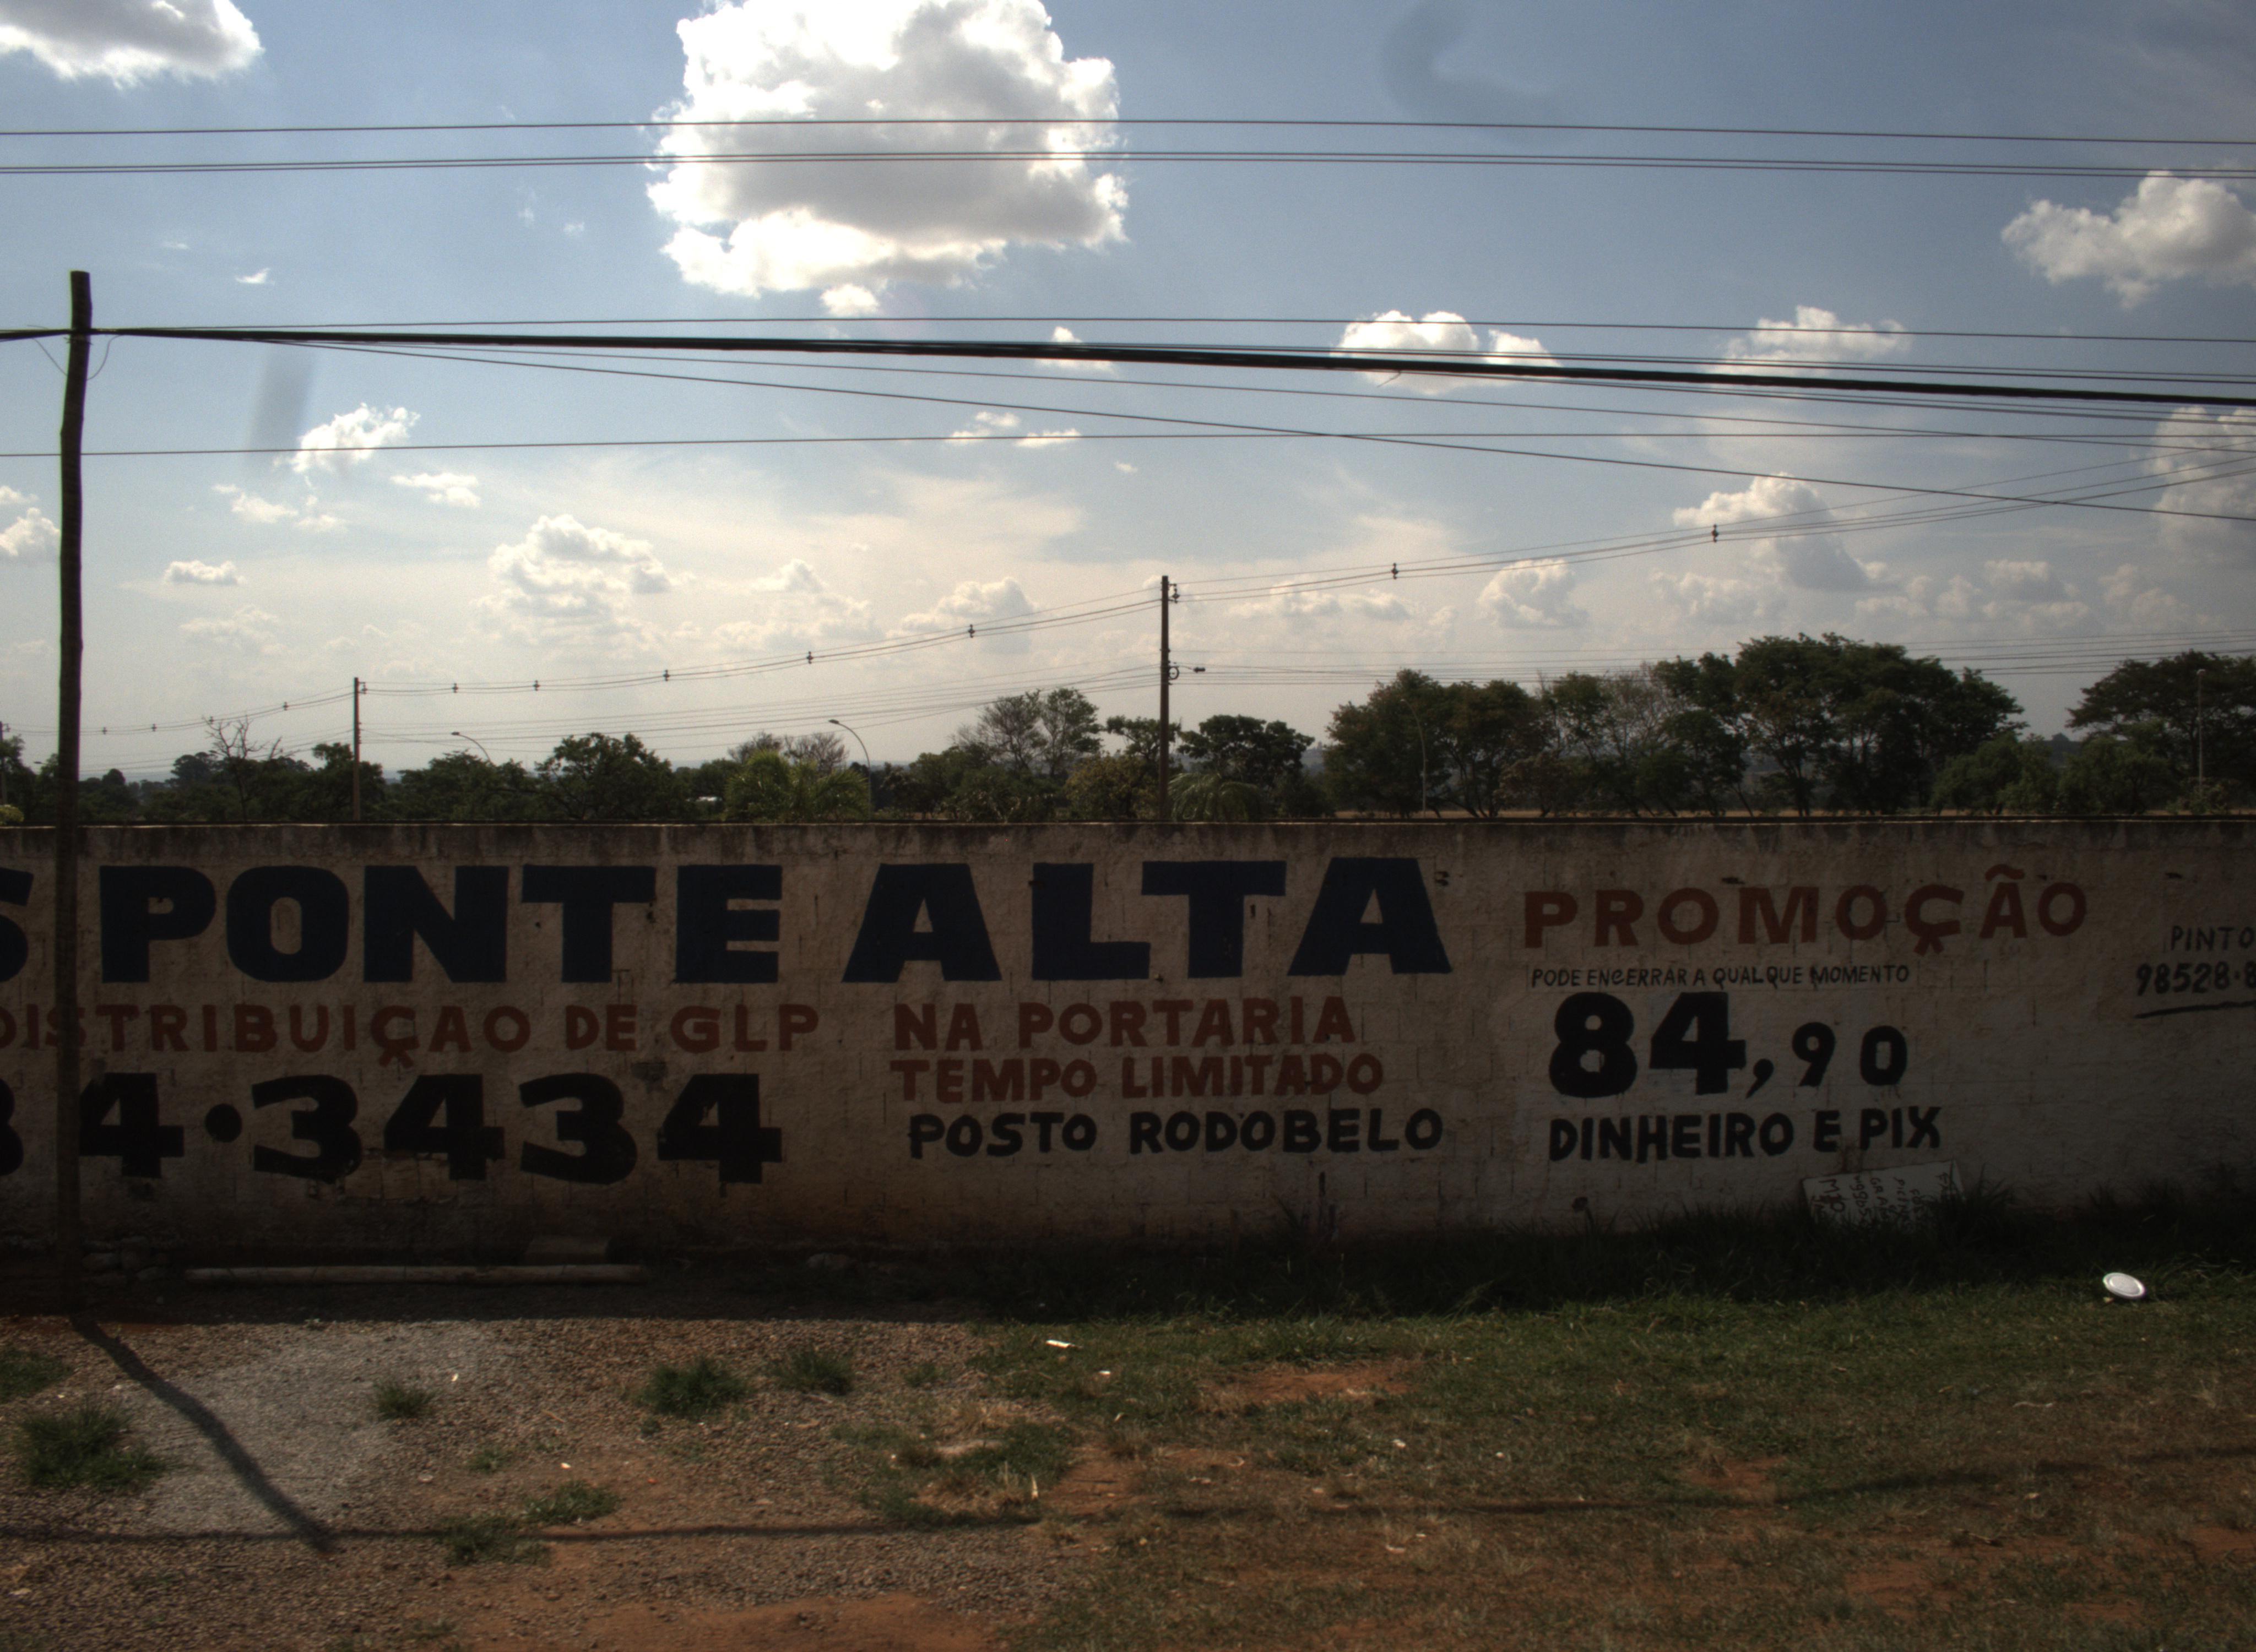 S PONTE ALTA
DISTRIBUIÇAO DE GLP
4·3434
NA PORTARIA
TEMPO LIMITADO
POSTO RODOBELO
PROMOÇÃO
PODE ENCERRAR A QUALQUE MOMENTO
84,90
DINHEIRO E PIX
PINTO
98528·8